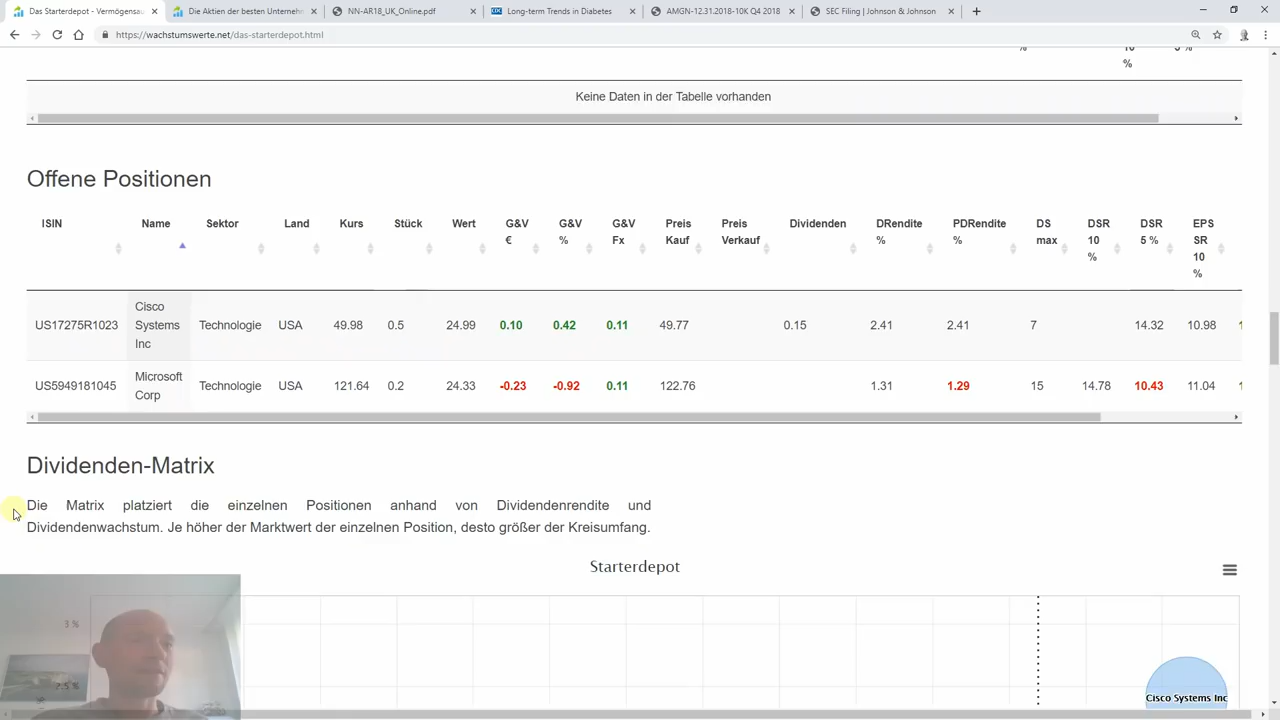 Das Starterdepot - Vermögensa
Die Aktien der besten Unterneh
NN-AR18_UK_Online.pdf
CDC
Long-term Trends in Diabetes
AMGN-12.31.2018-10K Q4 2018
SEC Filing | Johnson & Johnson
https://wachstumswerte.net/das-starterdepot.html
% 10 5 %
%
Keine Daten in der Tabelle vorhanden
Offene Positionen
ISIN Name Sektor Land Kurs Stück Wert G&V G&V G&V Preis Preis Dividenden DRendite PDRendite DS DSR DSR EPS
€ % Fx Kauf Verkauf % % max 10 5 % SR
% 10
%
Cisco
US17275R1023 Systems Technologie USA 49.98 0.5 24.99 0.10 0.42 0.11 49.77 0.15 2.41 2.41 7 14.32 10.98
Inc
Microsoft
US5949181045 Technologie USA 121.64 0.2 24.33 -0.23 -0.92 0.11 122.76 1.31 1.29 15 14.78 10.43 11.04
Corp
Dividenden-Matrix
Die Matrix platziert die einzelnen Positionen anhand von Dividendenrendite und
Dividendenwachstum. Je höher der Marktwert der einzelnen Position, desto größer der Kreisumfang.
Starterdepot
3 %
2.5 %
Cisco Systems Inc